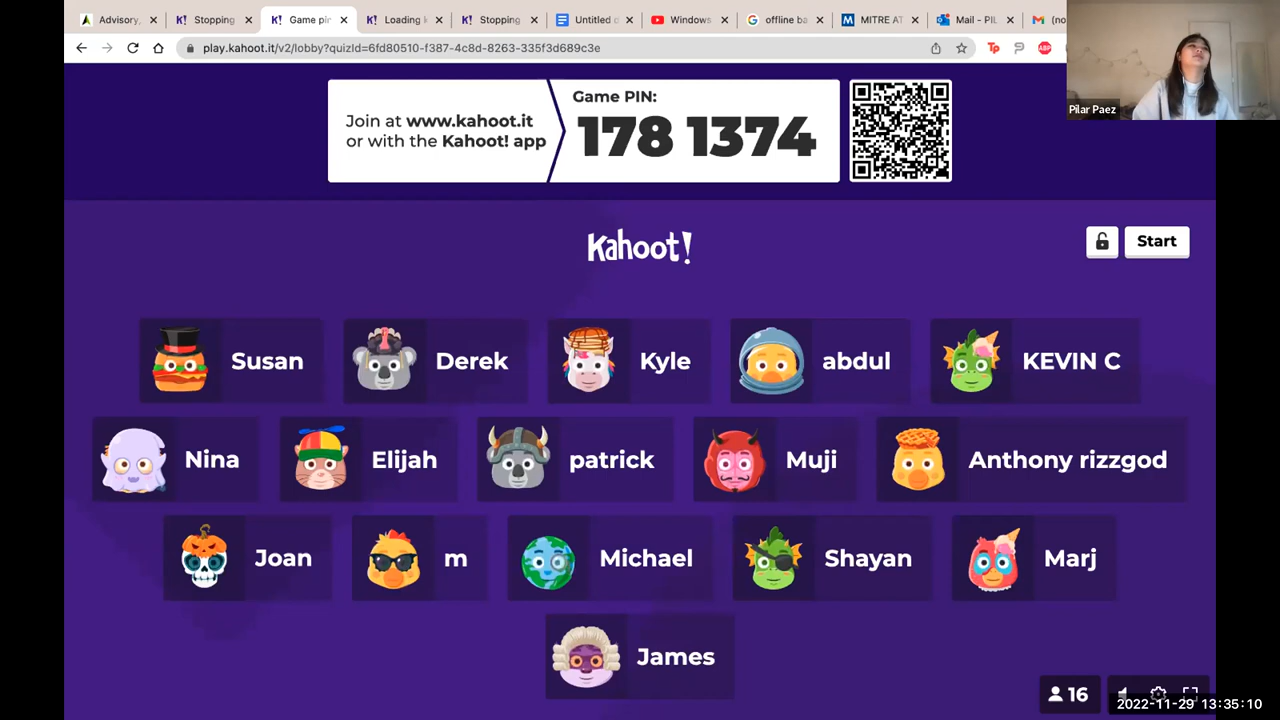 Advisory,
Stopping
Game pin
Loading k
Stopping
Untitled d
Windows
offline ba
MITRE AT
Mail - PIL
(no
play.kahoot.it/v2/lobby?quizId=6fd80510-f387-4c8d-8263-335f3d689c3e
Pilar Paez
Join at www.kahoot.it
or with the Kahoot! app
Game PIN:
178 1374
Kahoot!
Start
Susan
Derek
Kyle
abdul
KEVIN C
Nina
Elijah
patrick
Muji
Anthony rizzgod
Joan
m
Michael
Shayan
Marj
James
16
2022-11-29 13:35:10